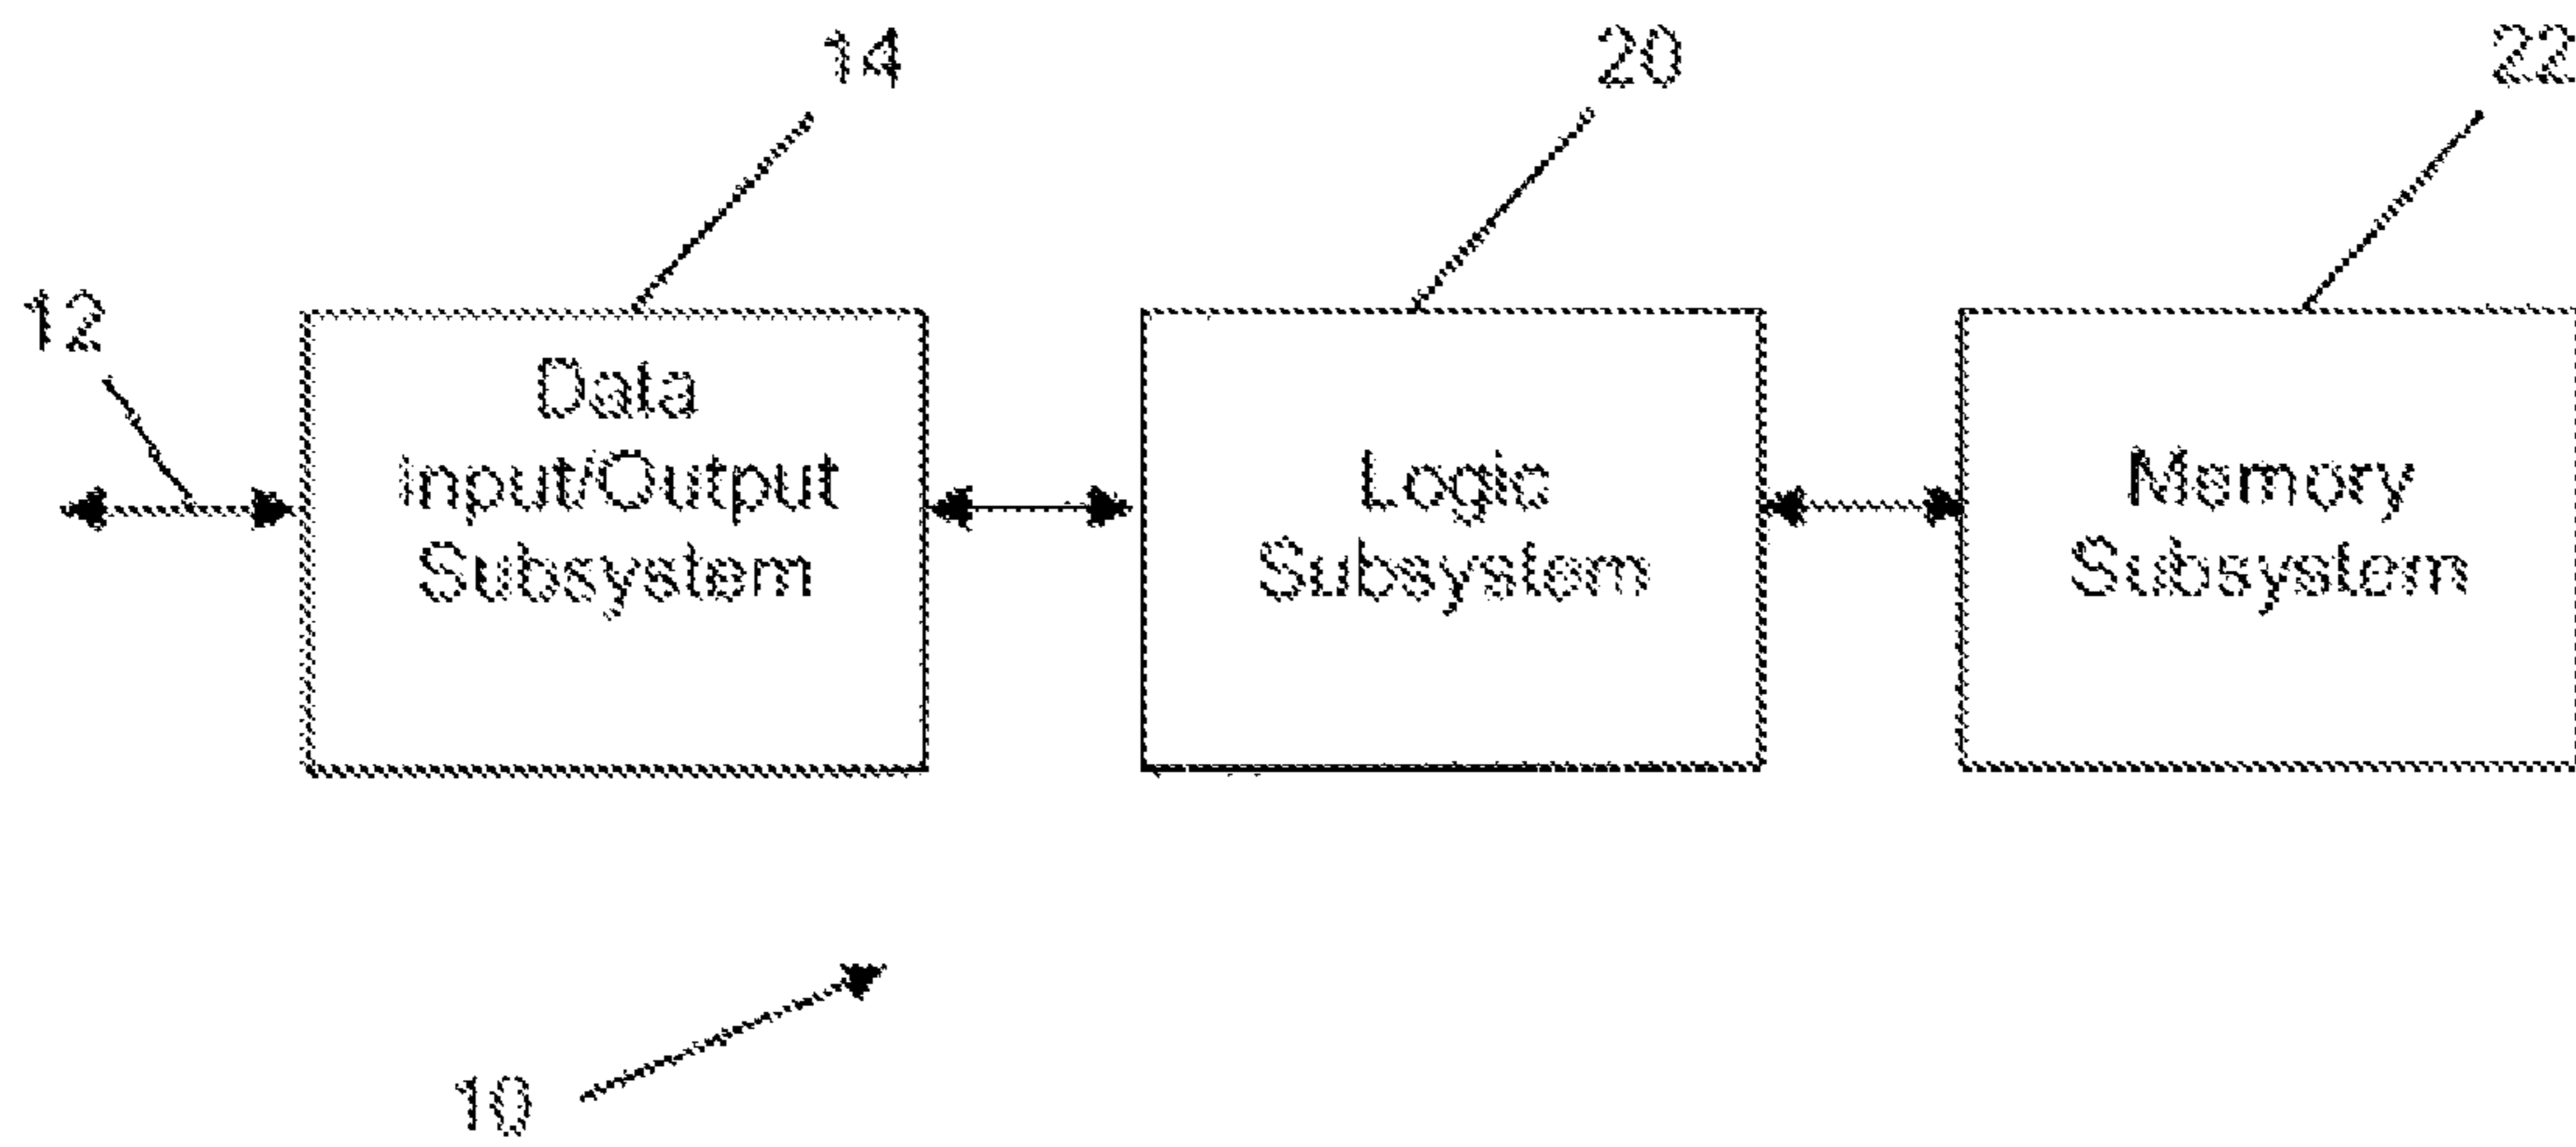 14
20
22
12
Data
Input/Output
Subsystem
Logic
Subsystem
Memory
Subsystem
10